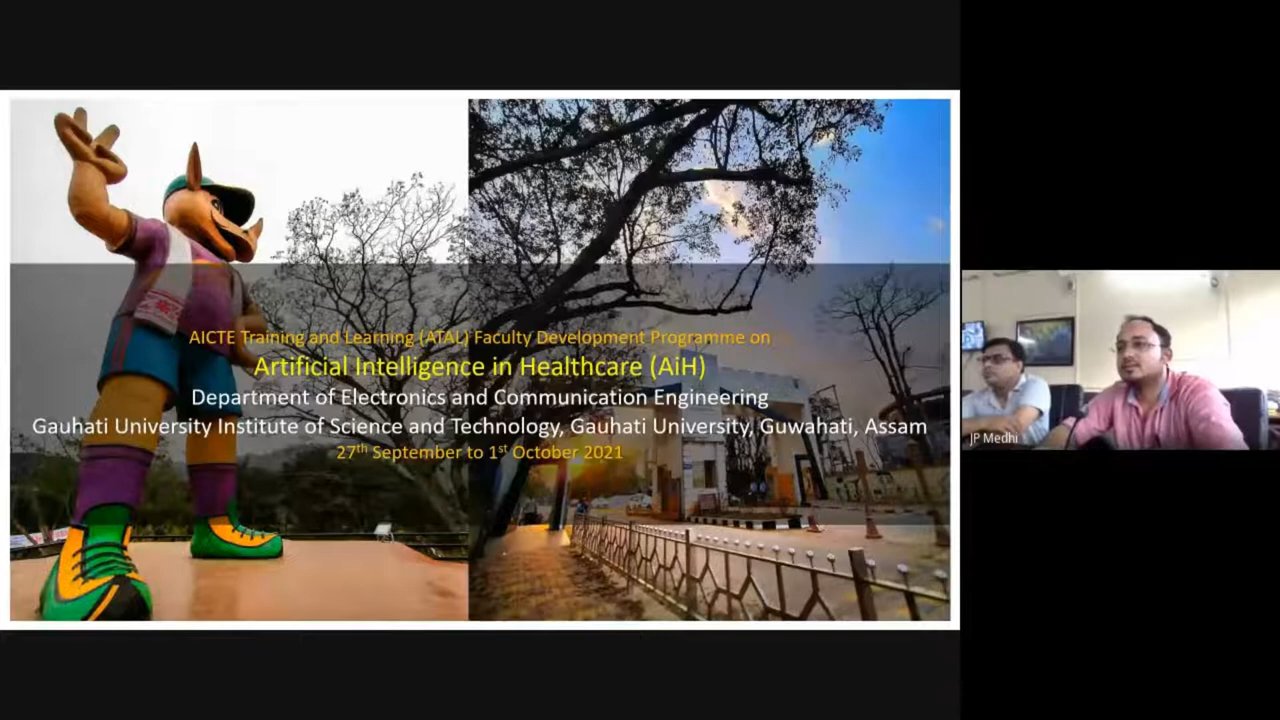 AICTE Training and Learning (ATAL) Faculty Development Programme on
Artificial Intelligence in Healthcare (AiH)
Department of Electronics and Communication Engineering
Gauhati University Institute of Science and Technology, Gauhati University, Guwahati, Assam
27th September to 1st October 2021
JP Medhi